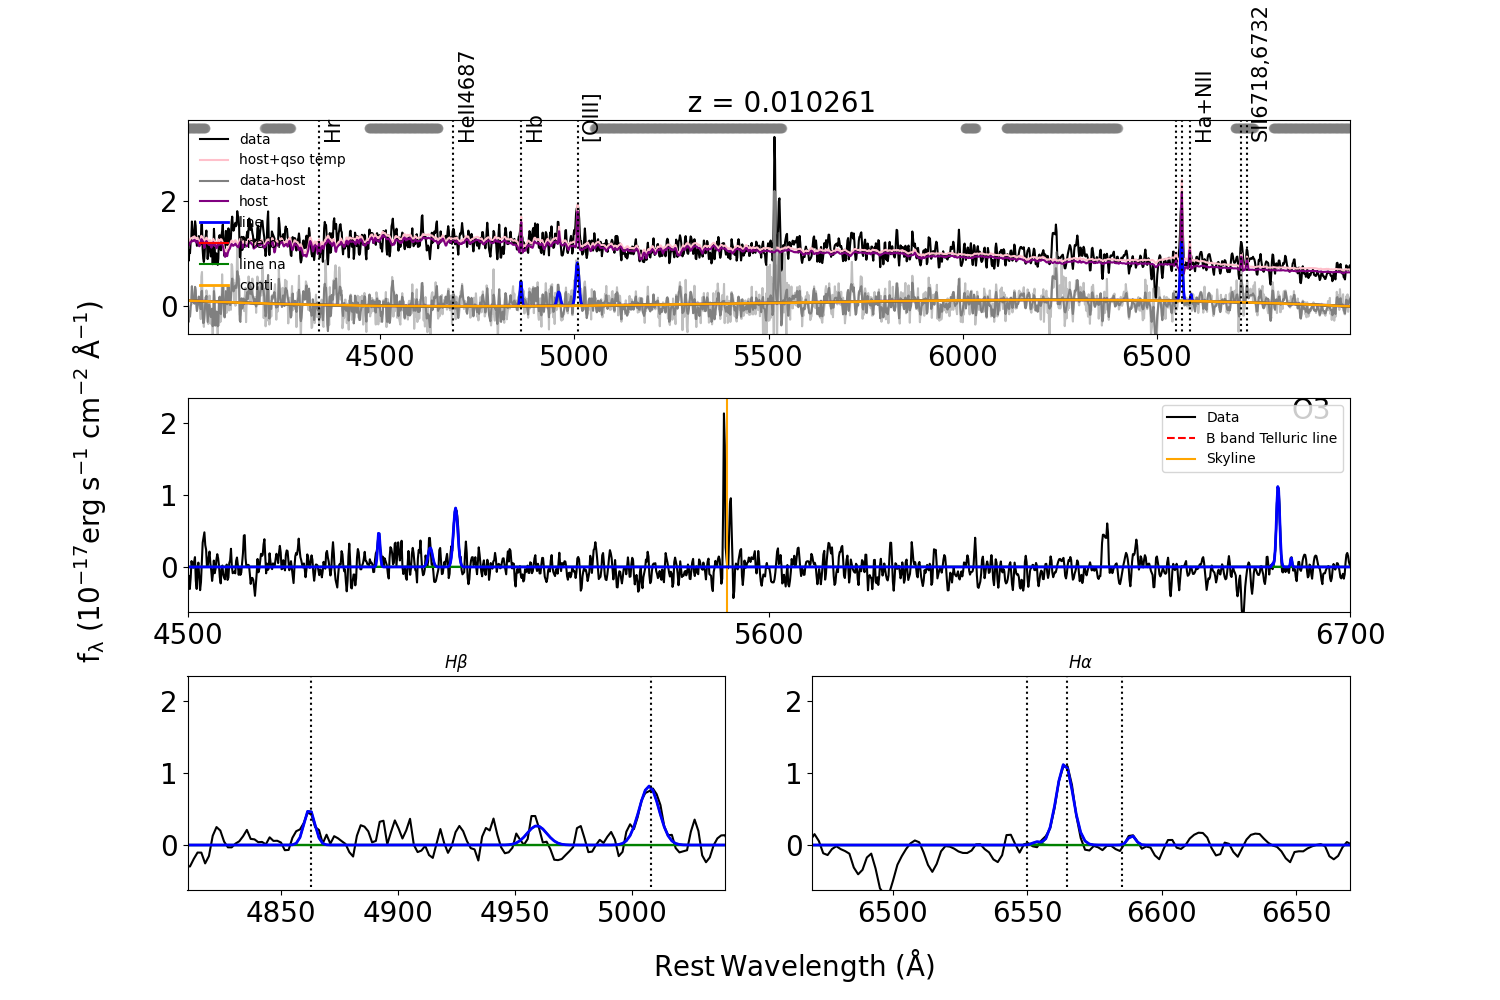 z = 0.010261
Hr
HeII4687
Hb
[OIII]
Ha+NII
SII6718,6732
data
host+qso temp
data-host
host
line
line na
conti
2
0
4500
5000
5500
6000
6500
fλ (10−17erg s−1 cm−2 Å−1)
O3
Data
B band Telluric line
Skyline
2
1
0
4500
5600
6700
Hβ
2
1
0
4850
4900
4950
5000
Hα
2
1
0
6500
6550
6600
6650
Rest Wavelength (Å)